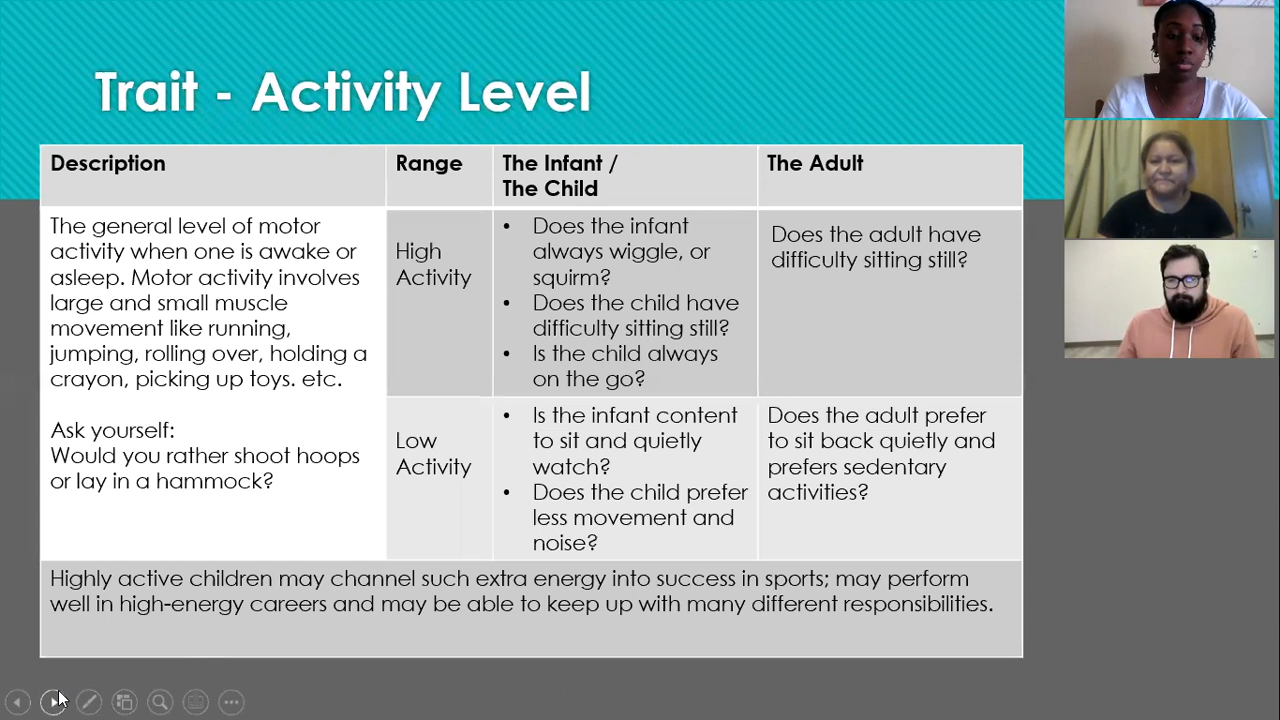 Trait - Activity Level
Description
Range
The Infant /
The Child
The Adult
The general level of motor
activity when one is awake or
asleep. Motor activity involves
large and small muscle
movement like running,
jumping, rolling over, holding a
crayon, picking up toys. etc.
Ask yourself:
Would you rather shoot hoops
or lay in a hammock?
High
Activity
• Does the infant
always wiggle, or
squirm?
• Does the child have
difficulty sitting still?
• Is the child always
on the go?
Does the adult have
difficulty sitting still?
Low
Activity
• Is the infant content
to sit and quietly
watch?
• Does the child prefer
less movement and
noise?
Does the adult prefer
to sit back quietly and
prefers sedentary
activities?
Highly active children may channel such extra energy into success in sports; may perform
well in high-energy careers and may be able to keep up with many different responsibilities.